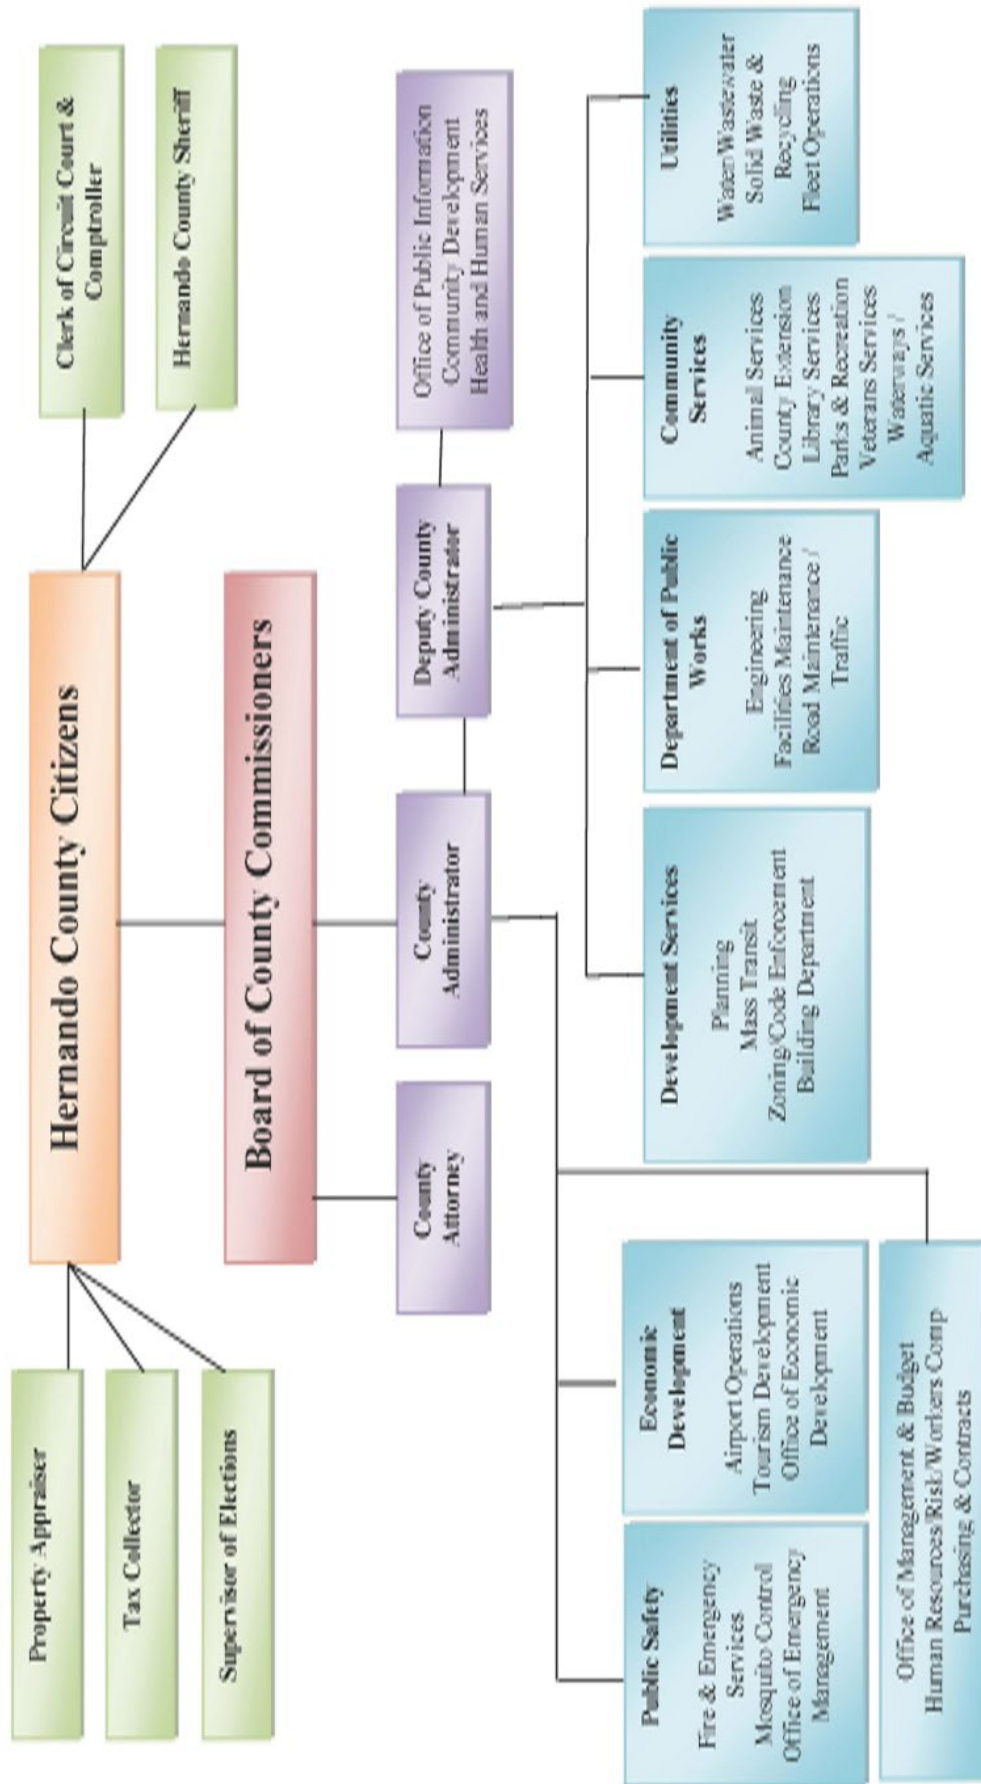 Hernando County Citizens
Property Appraiser
Tax Collector
Supervisor of Elections
Clerk of Circuit Court &
Comptroller
Hernando County Sheriff
Board of County Commissioners
County
Attorney
County
Administrator
Deputy County
Administrator
Office of Public Information
Community Development
Health and Human Services
Public Safety
Fire & Emergency
Services
Mosquito Control
Office of Emergency
Management
Economic
Development
Airport Operations
Tourism Development
Office of Economic
Development
Office of Management & Budget
Human Resources/Risk/Workers Comp
Purchasing & Contracts
Development Services
Planning
Mass Transit
Zoning/Code Enforcement
Building Department
Department of Public
Works
Engineering
Facilities Maintenance
Road Maintenance /
Traffic
Community
Services
Animal Services
County Extension
Library Services
Parks & Recreation
Veterans Services
Waterways /
Aquatic Services
Utilities
Water/Wastewater
Solid Waste &
Recycling
Fleet Operations